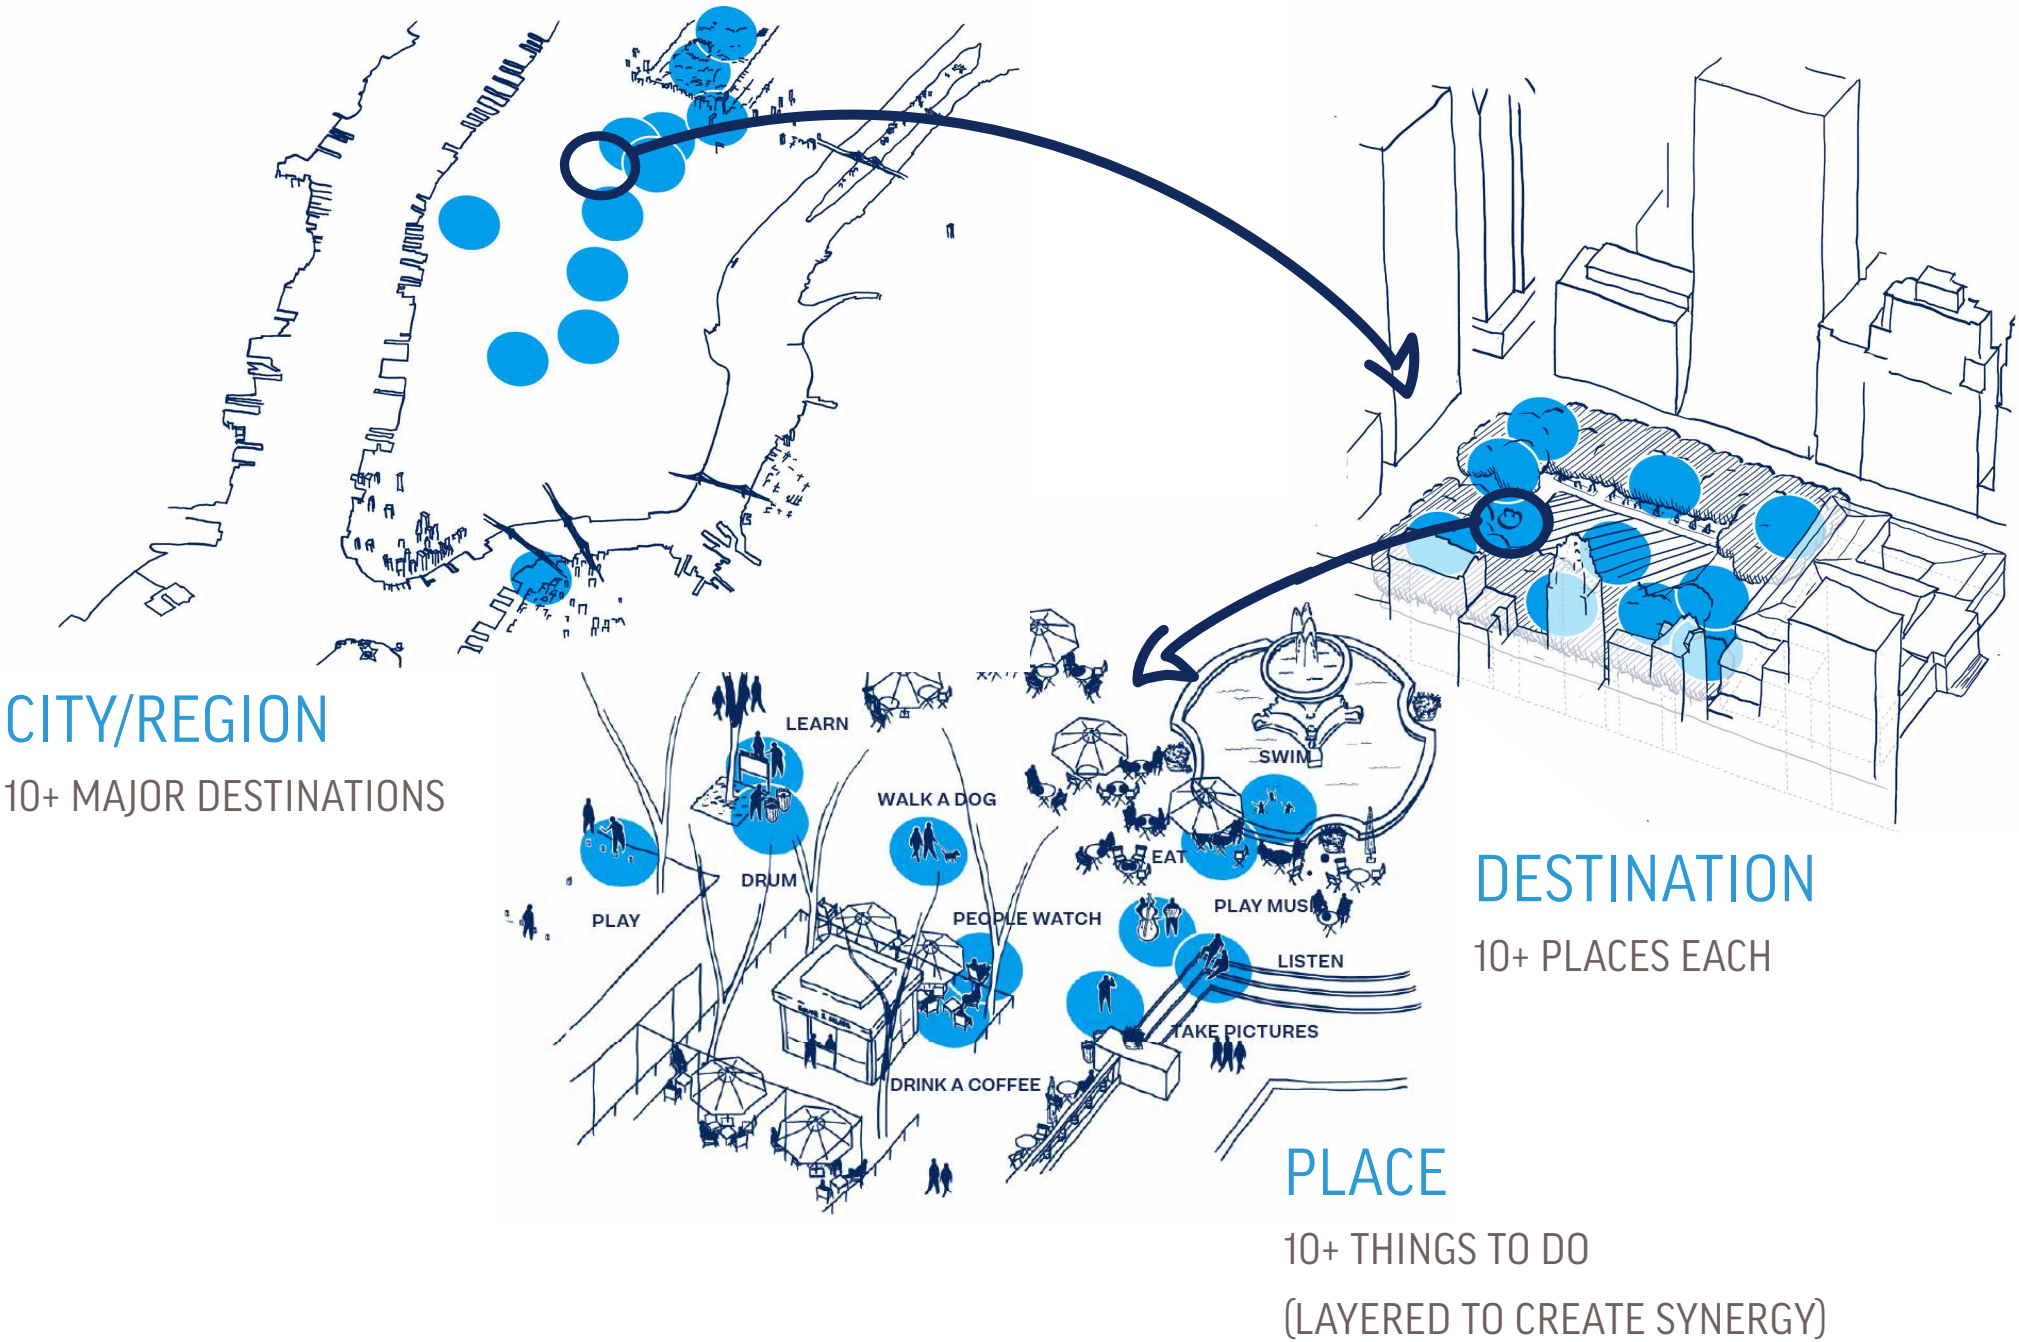 CITY/REGION
10+ MAJOR DESTINATIONS
LEARN
SWIM
WALK A DOG
EAT
DRUM
PLAY MUSI
PLAY
PEOPLE WATCH
LISTEN
TAKE PICTURES
DRINK A COFFEE
DESTINATION
10+ PLACES EACH
PLACE
10+ THINGS TO DO
(LAYERED TO CREATE SYNERGY)